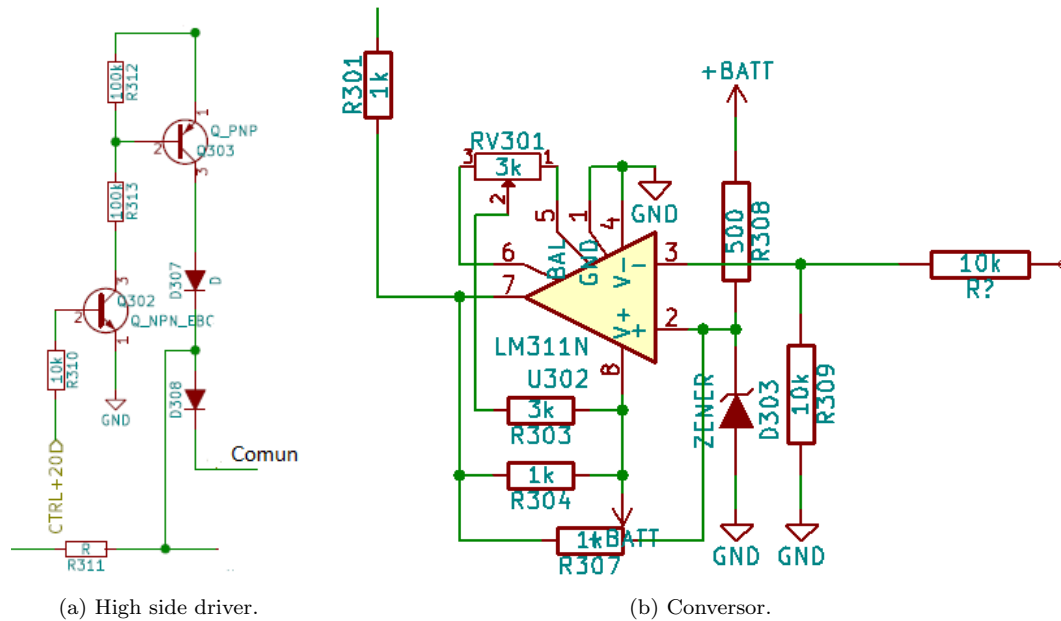 100k
R312
1
Q_PNP
Q303
2
3
100k
R313
3
Q302
2
Q_NPN_EBC
1
10k
R310
GND
CTRL+20D
D307
D
D308
Comun
R
R311
(a) High side driver.
R301
1k
RV301
3
3k
1
2
5
1
4
GND
+BATT
500
R308
6
BAL
GND
V-
-
3
10k
R?
7
V+
+
2
LM311N
8
U302
ZENER
D303
10k
R309
3k
R303
1k
R304
1k
+BATT
R307
GND
GND
(b) Conversor.